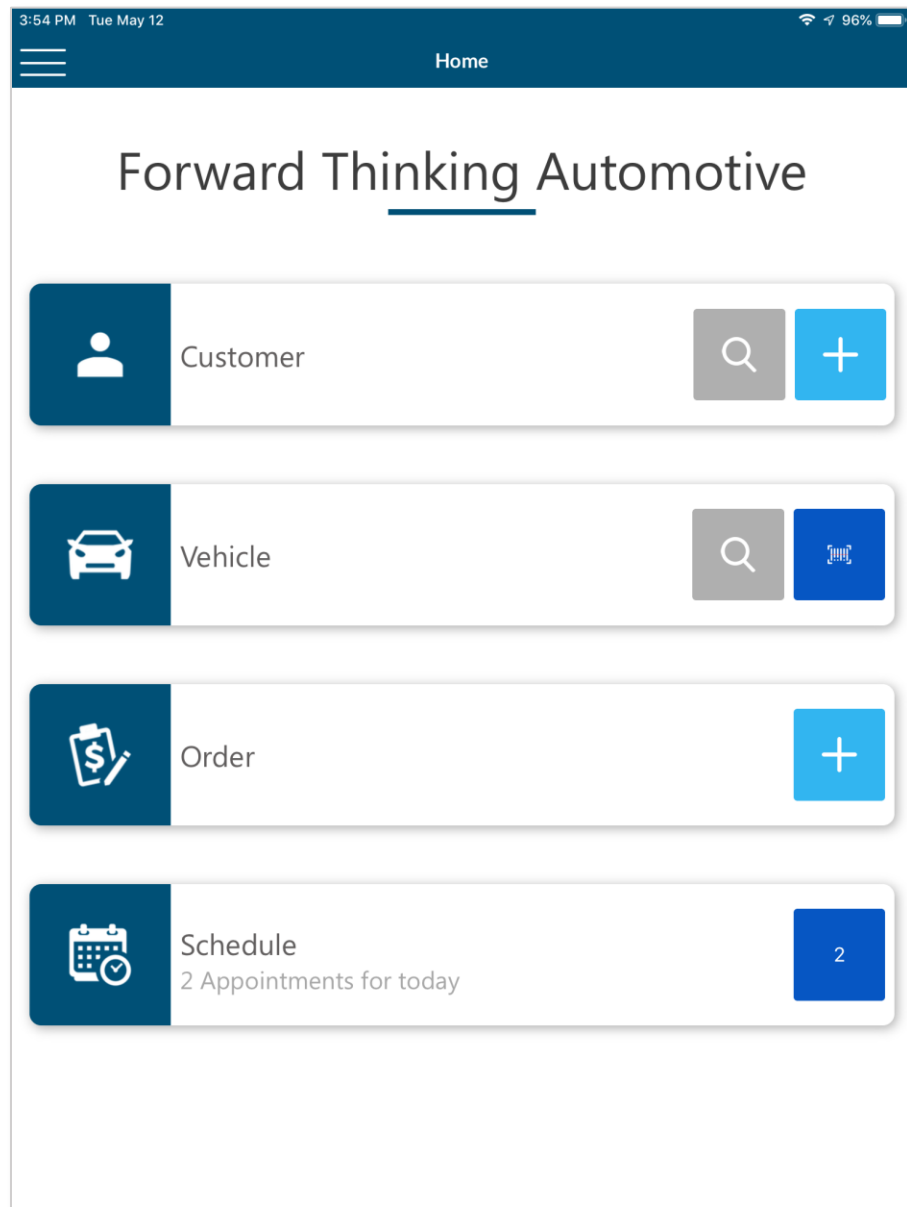 3:54 PM Tue May 12
96%
Home
Forward Thinking Automotive
Customer
Vehicle
Order
Schedule
2 Appointments for today
2